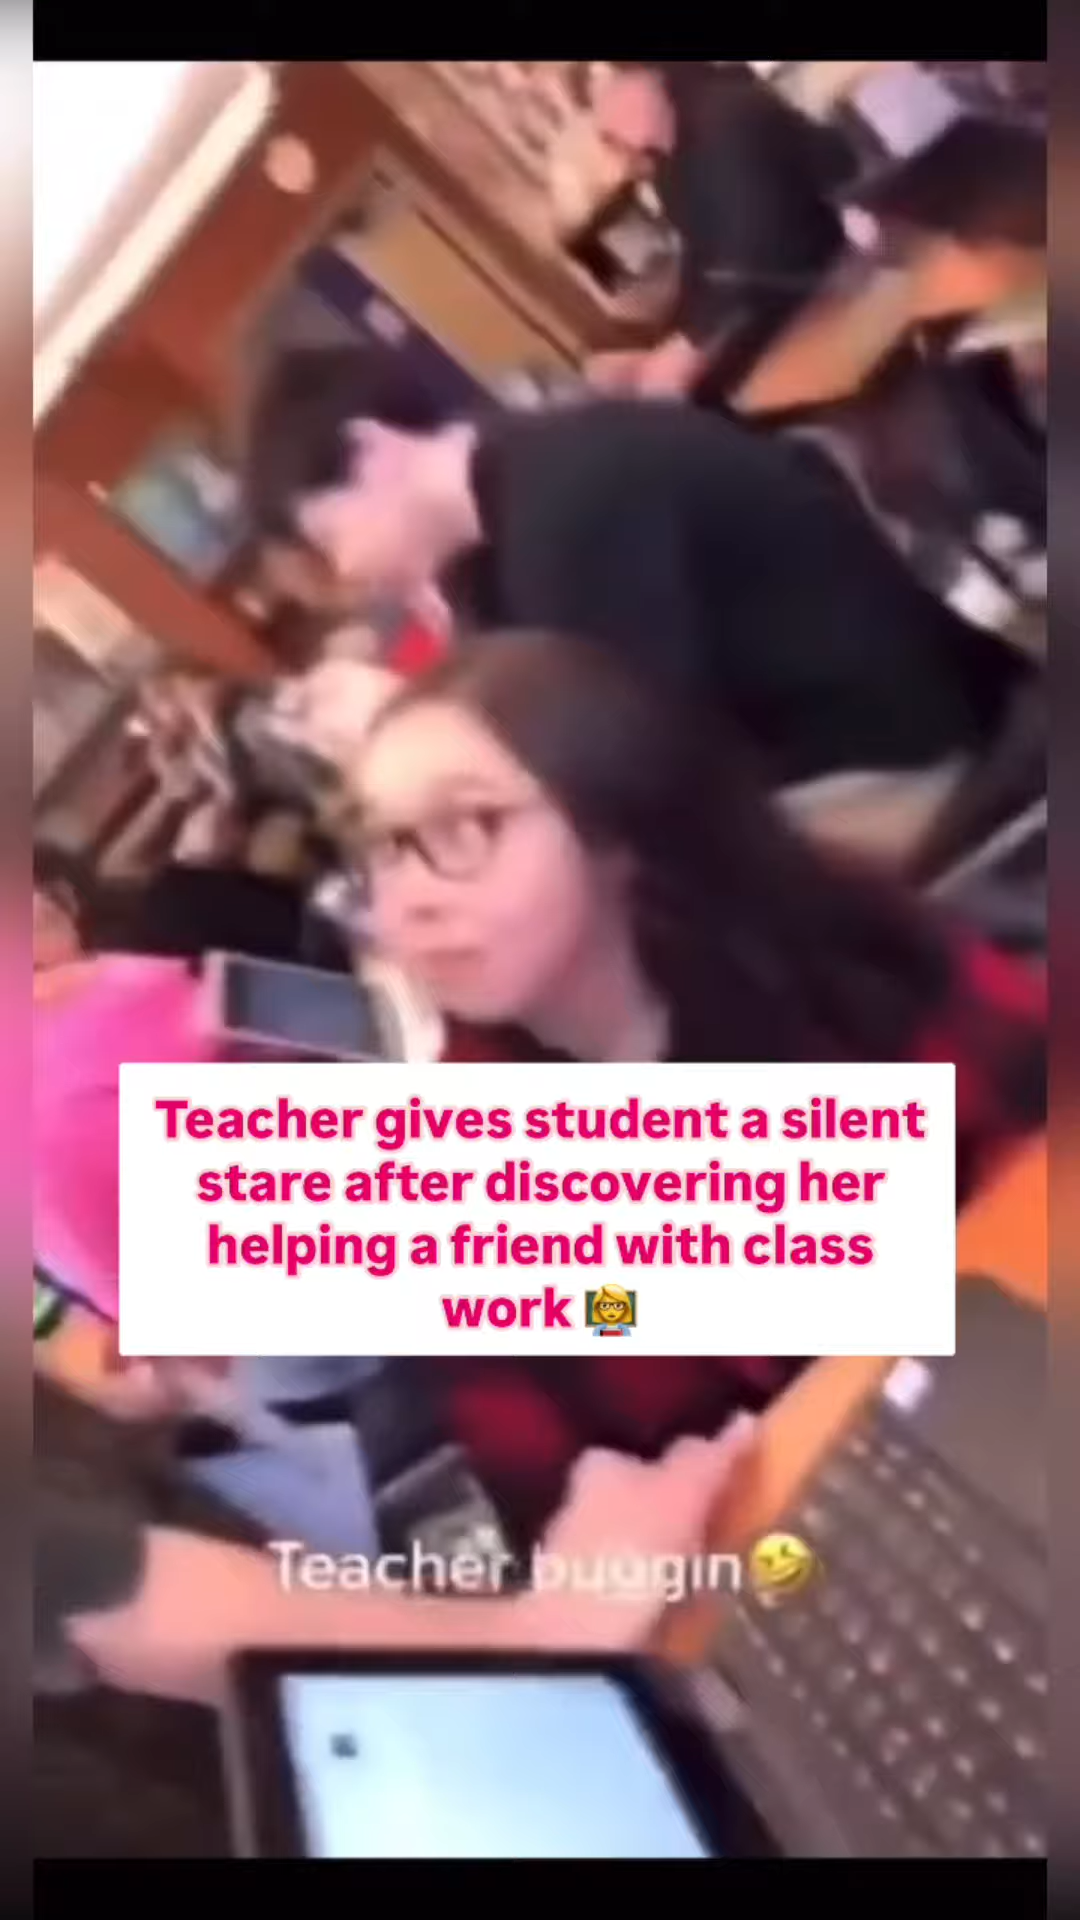 Teacher gives student a silent
stare after discovering her
helping a friend with class
work 👩‍🏫
Teacher buggin🤣